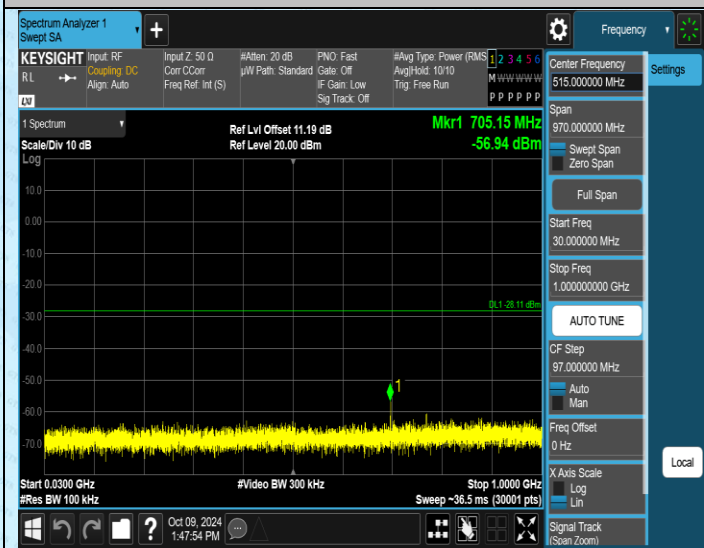 Spectrum Analyzer 1
Swept SA
Frequency
KEYSIGHT
RL
LXI
Input: RF
Coupling: DC
Align: Auto
Input Z: 50 Ω
Corr CCorr
Freq Ref: Int (S)
#Atten: 20 dB
µW Path: Standard
PNO: Fast
Gate: Off
IF Gain: Low
Sig Track: Off
#Avg Type: Power (RMS
Avg|Hold: 10/10
Trig: Free Run
1 2 3 4 5 6
M W W W W W
P P P P P P
1 Spectrum
Scale/Div 10 dB
Ref Lvl Offset 11.19 dB
Ref Level 20.00 dBm
Mkr1 705.15 MHz
-56.94 dBm
Log
10.0
0.00
-10.0
-20.0
DL1 -28.11 dBm
-30.0
-40.0
-50.0
1
-60.0
-70.0
Start 0.0300 GHz
#Res BW 100 kHz
#Video BW 300 kHz
Stop 1.0000 GHz
Sweep ~36.5 ms (30001 pts)
?
Oct 09, 2024
1:47:54 PM
Center Frequency
515.000000 MHz
Settings
Span
970.000000 MHz
Swept Span
Zero Span
Full Span
Start Freq
30.000000 MHz
Stop Freq
1.000000000 GHz
AUTO TUNE
CF Step
97.000000 MHz
Auto
Man
Freq Offset
0 Hz
X Axis Scale
Log
Lin
Local
Signal Track
(Span Zoom)